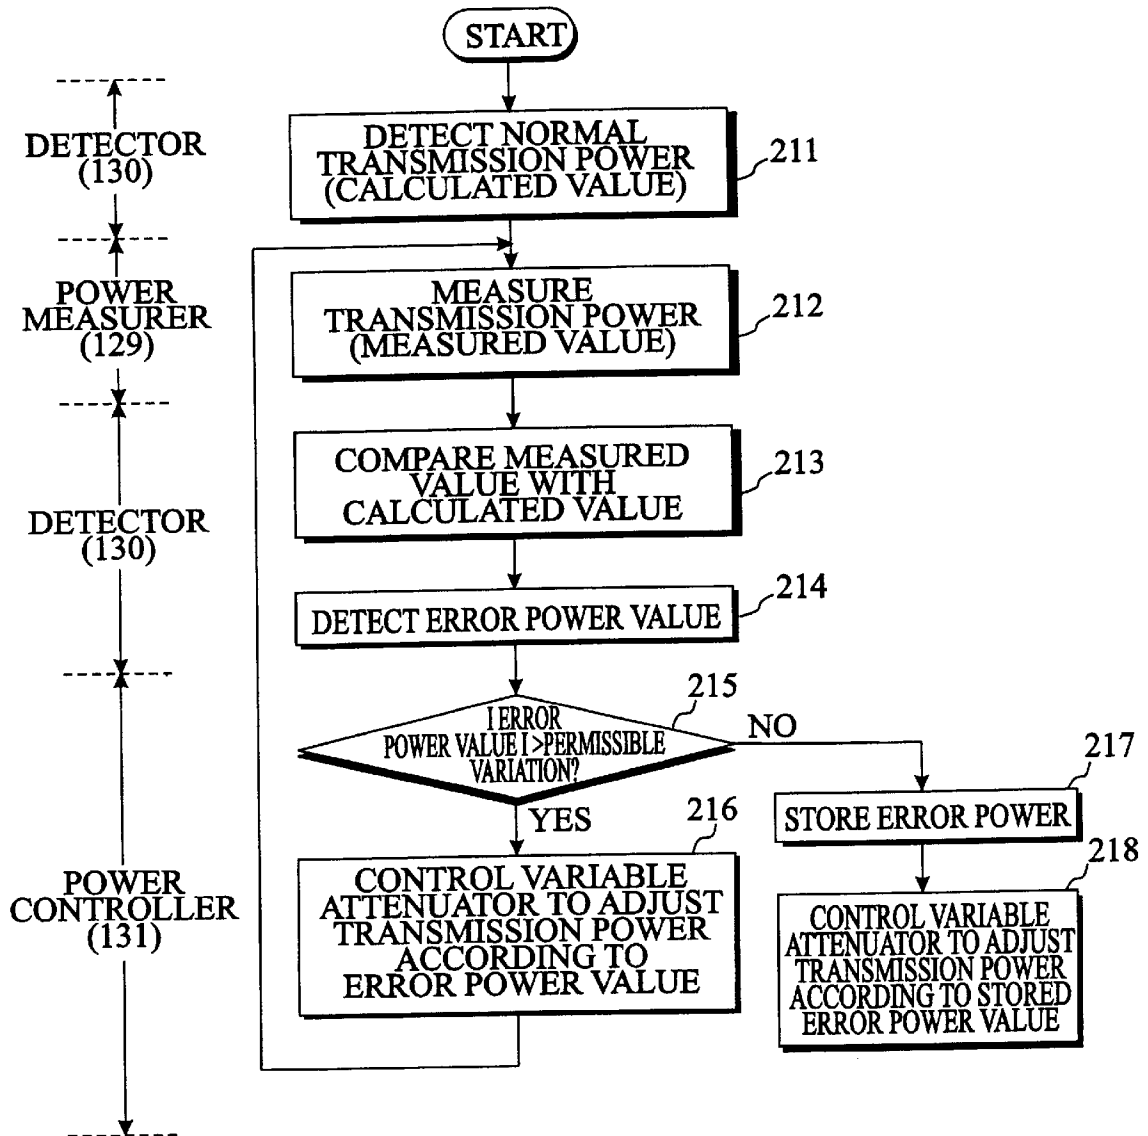 START
DETECTOR
(130)
DETECT NORMAL
TRANSMISSION POWER
(CALCULATED VALUE)
211
POWER
MEASURER
(129)
MEASURE
TRANSMISSION POWER
(MEASURED VALUE)
212
DETECTOR
(130)
COMPARE MEASURED
VALUE WITH
CALCULATED VALUE
213
DETECT ERROR POWER VALUE
214
POWER
CONTROLLER
(131)
I ERROR
POWER VALUE I >PERMISSIBLE
VARIATION?
215
NO
YES
CONTROL VARIABLE
ATTENUATOR TO ADJUST
TRANSMISSION POWER
ACCORDING TO
ERROR POWER VALUE
216
STORE ERROR POWER
217
CONTROL VARIABLE
ATTENUATOR TO ADJUST
TRANSMISSION POWER
ACCORDING TO STORED
ERROR POWER VALUE
218